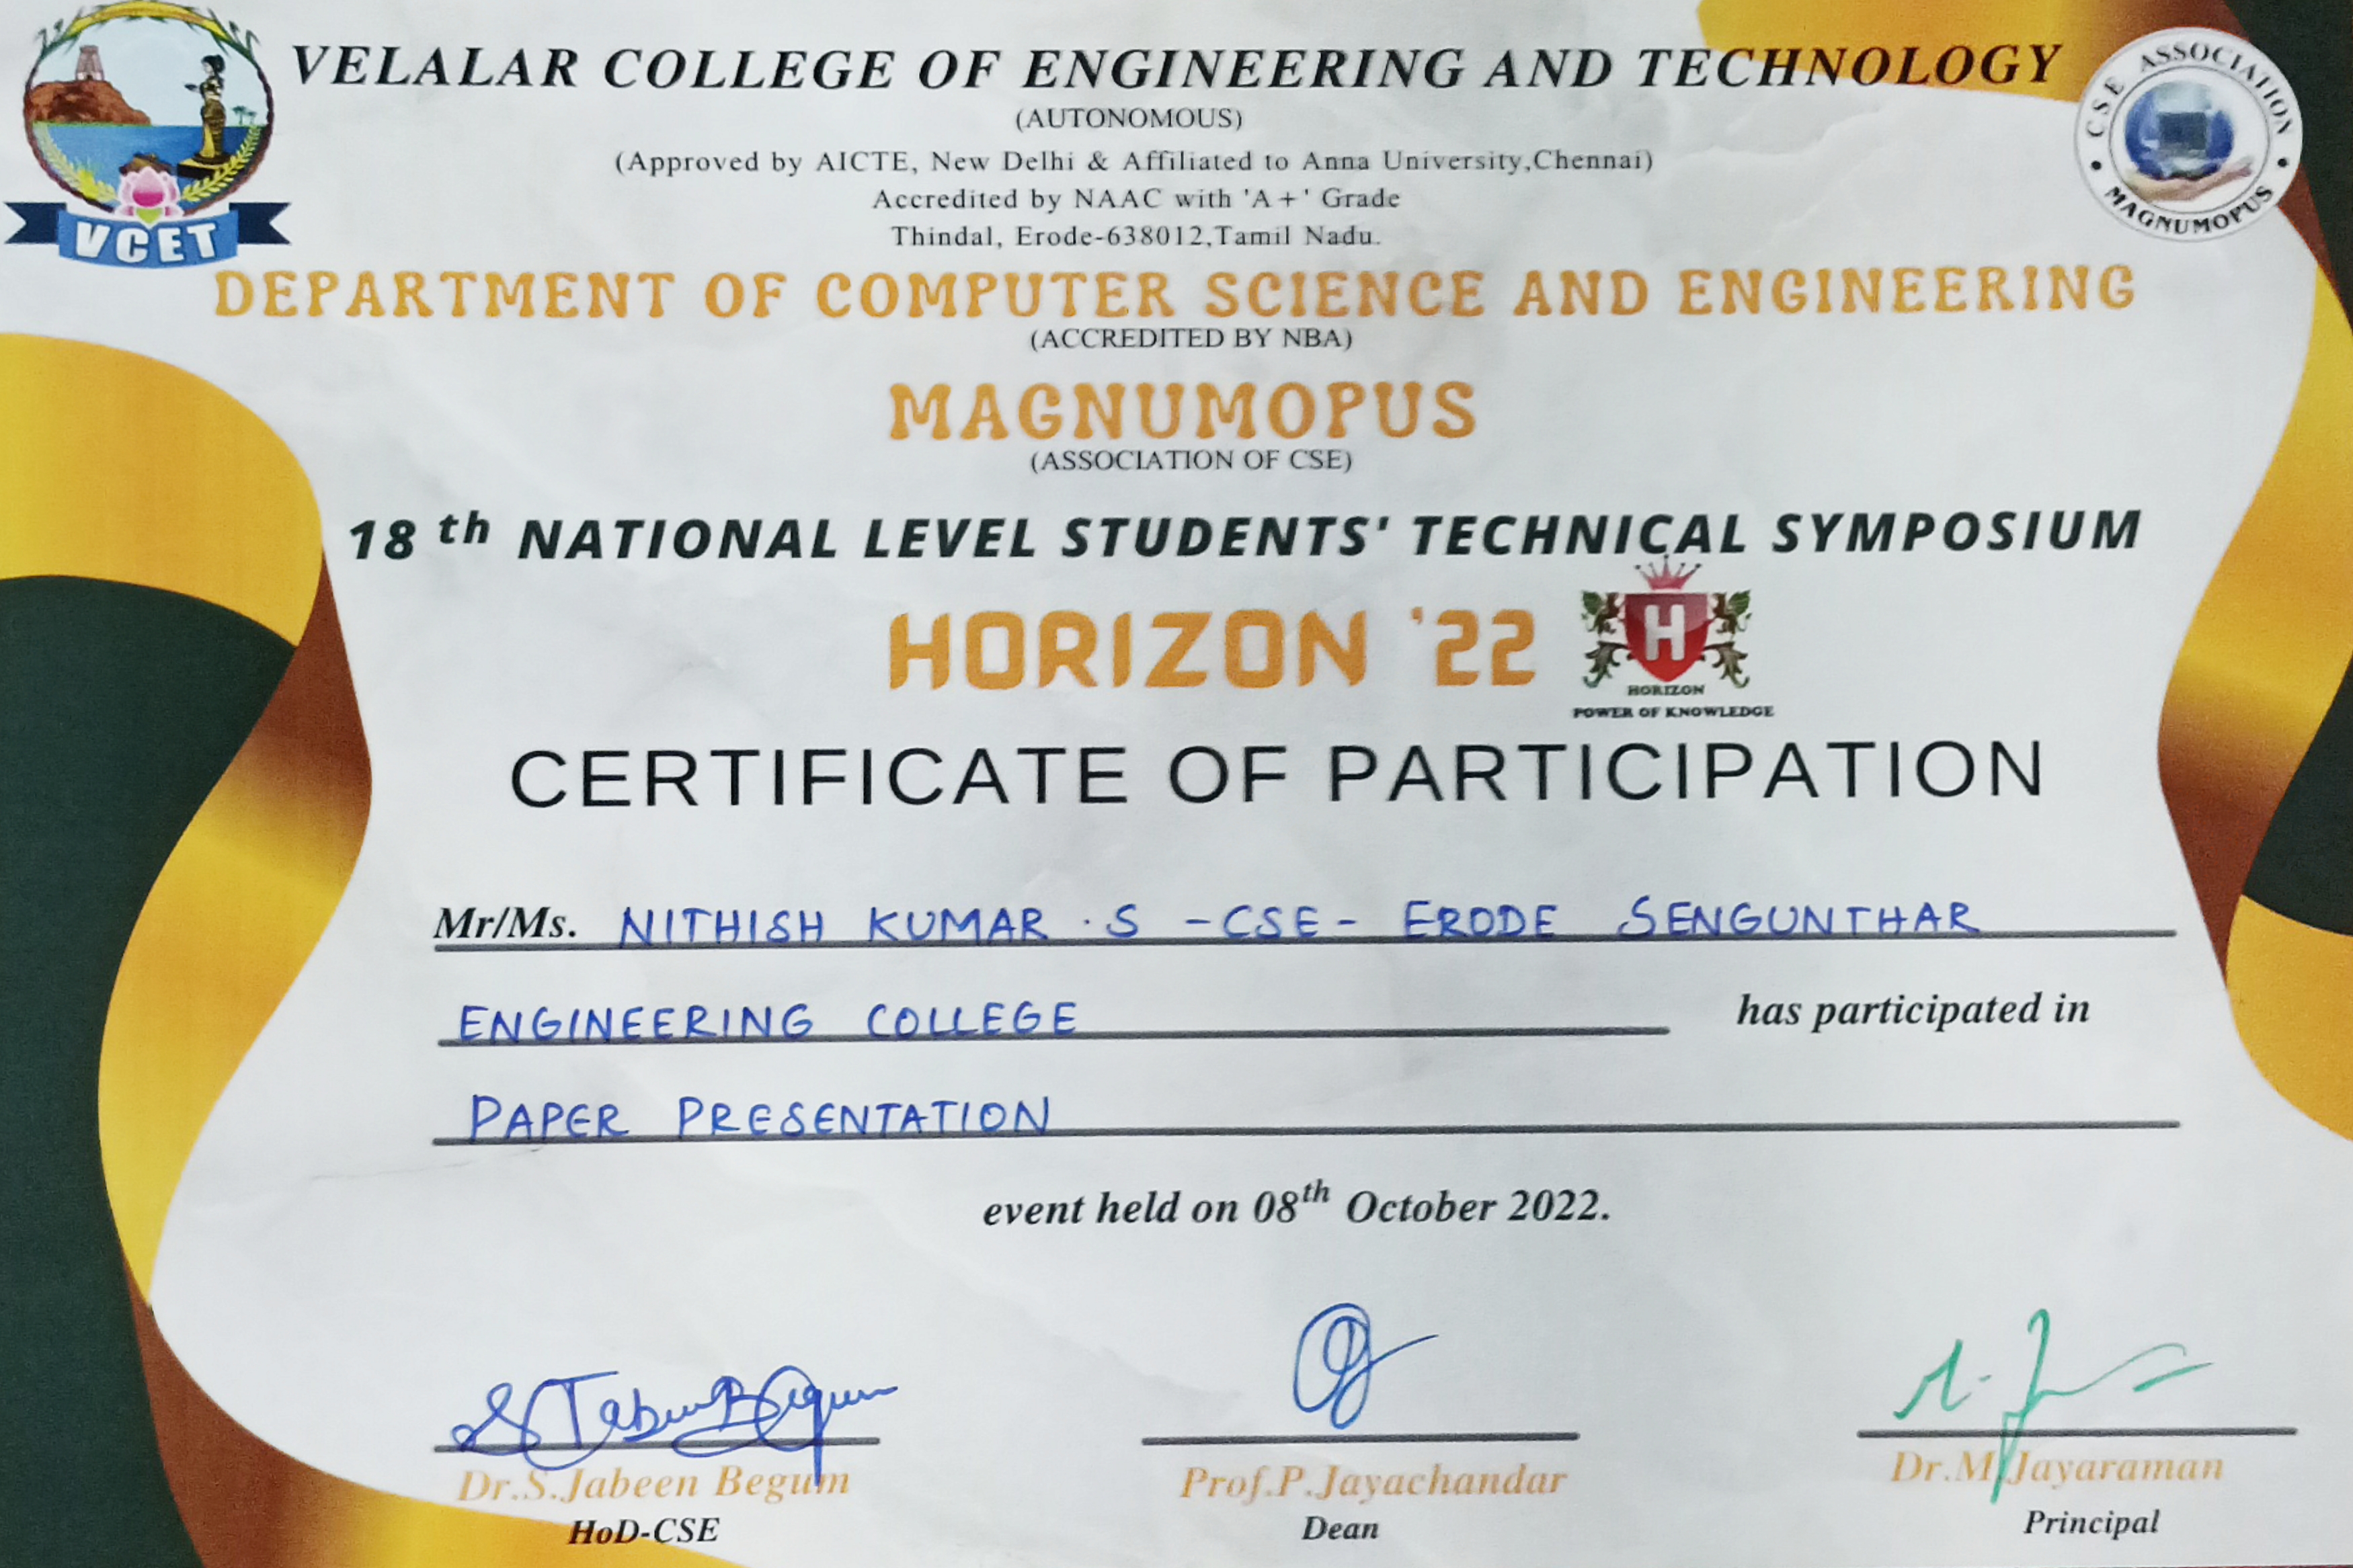 VELALAR COLLEGE OF ENGINEERING AND TECHNOLOGY
(AUTONOMOUS)
(Approved by AICTE, New Delhi & Affiliated to Anna University,Chennai)
Accredited by NAAC with 'A+' Grade
Thindal, Erode-638012,Tamil Nadu.
VCET
CSE ASSOCIATION
MAGNUMOPUS
DEPARTMENT OF COMPUTER SCIENCE AND ENGINEERING
(ACCREDITED BY NBA)
MAGNUMOPUS
(ASSOCIATION OF CSE)
18 th NATIONAL LEVEL STUDENTS' TECHNICAL SYMPOSIUM
HORIZON '22
H
HORIZON
POWER OF KNOWLEDGE
CERTIFICATE OF PARTICIPATION
Mr/Ms. NITHISH KUMAR .S - CSE - ERODE SENGUNTHAR
ENGINEERING COLLEGE has participated in
PAPER PRESENTATION
event held on 08th October 2022.
S Jabeen Begum
Dr.S.Jabeen Begum Prof.P.Jayachandar Dr.M.Jayaraman
HoD-CSE Dean Principal